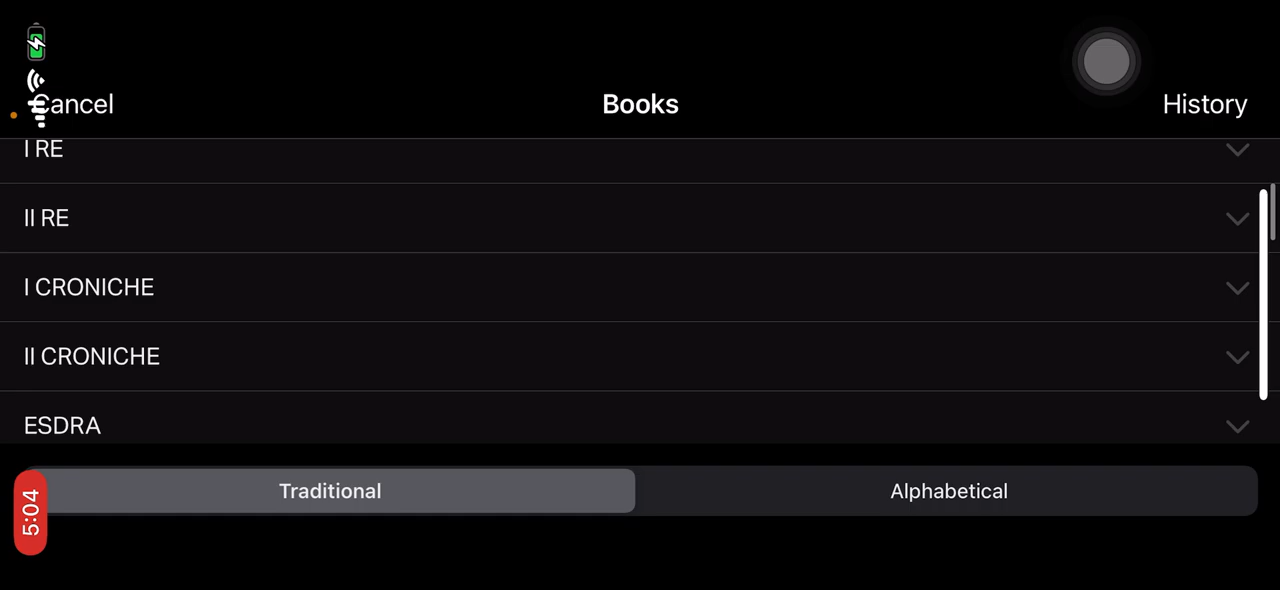 Cancel
Books
History
I RE
II RE
I CRONICHE
II CRONICHE
ESDRA
Traditional
Alphabetical
5:04